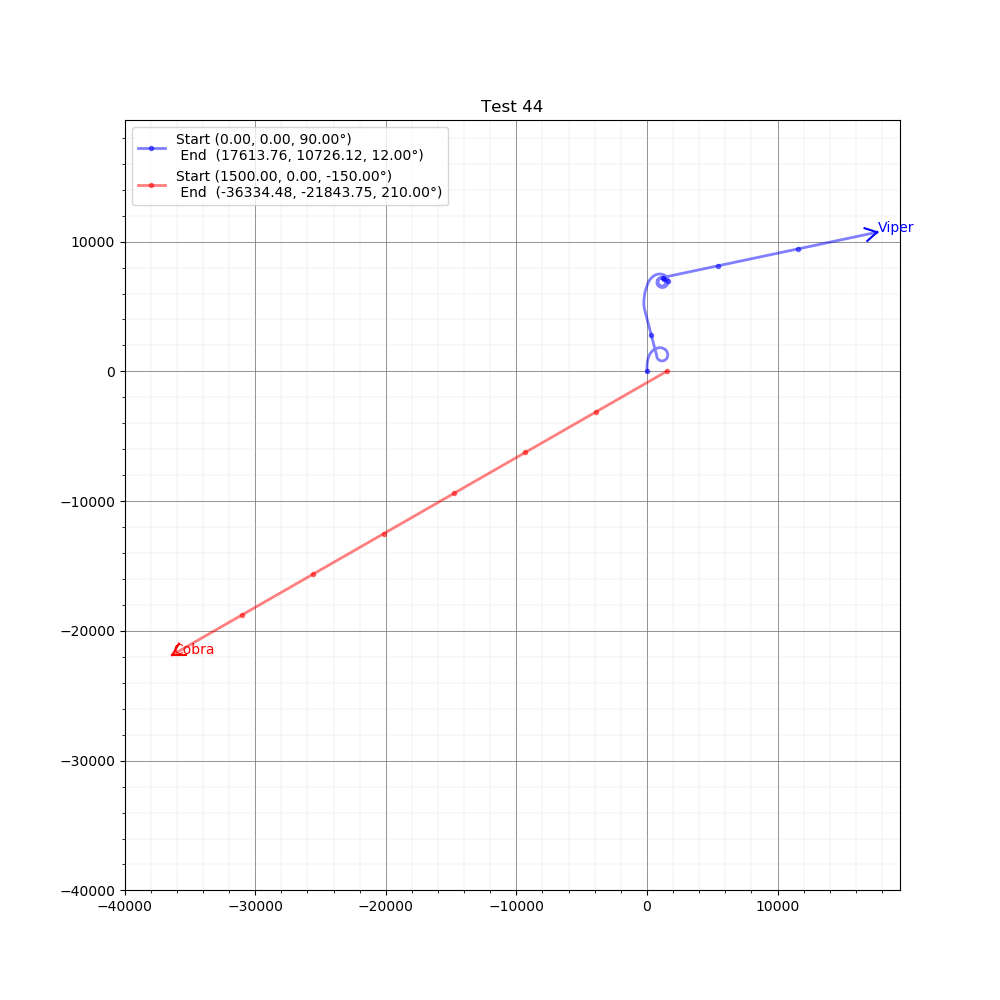 Test 44
Start (0.00, 0.00, 90.00°)
End (17613.76, 10726.12, 12.00°)
Start (1500.00, 0.00, -150.00°)
End (-36334.48, -21843.75, 210.00°)
Viper
Cobra
10000
0
−10000
−20000
−30000
−40000
−40000
−30000
−20000
−10000
0
10000